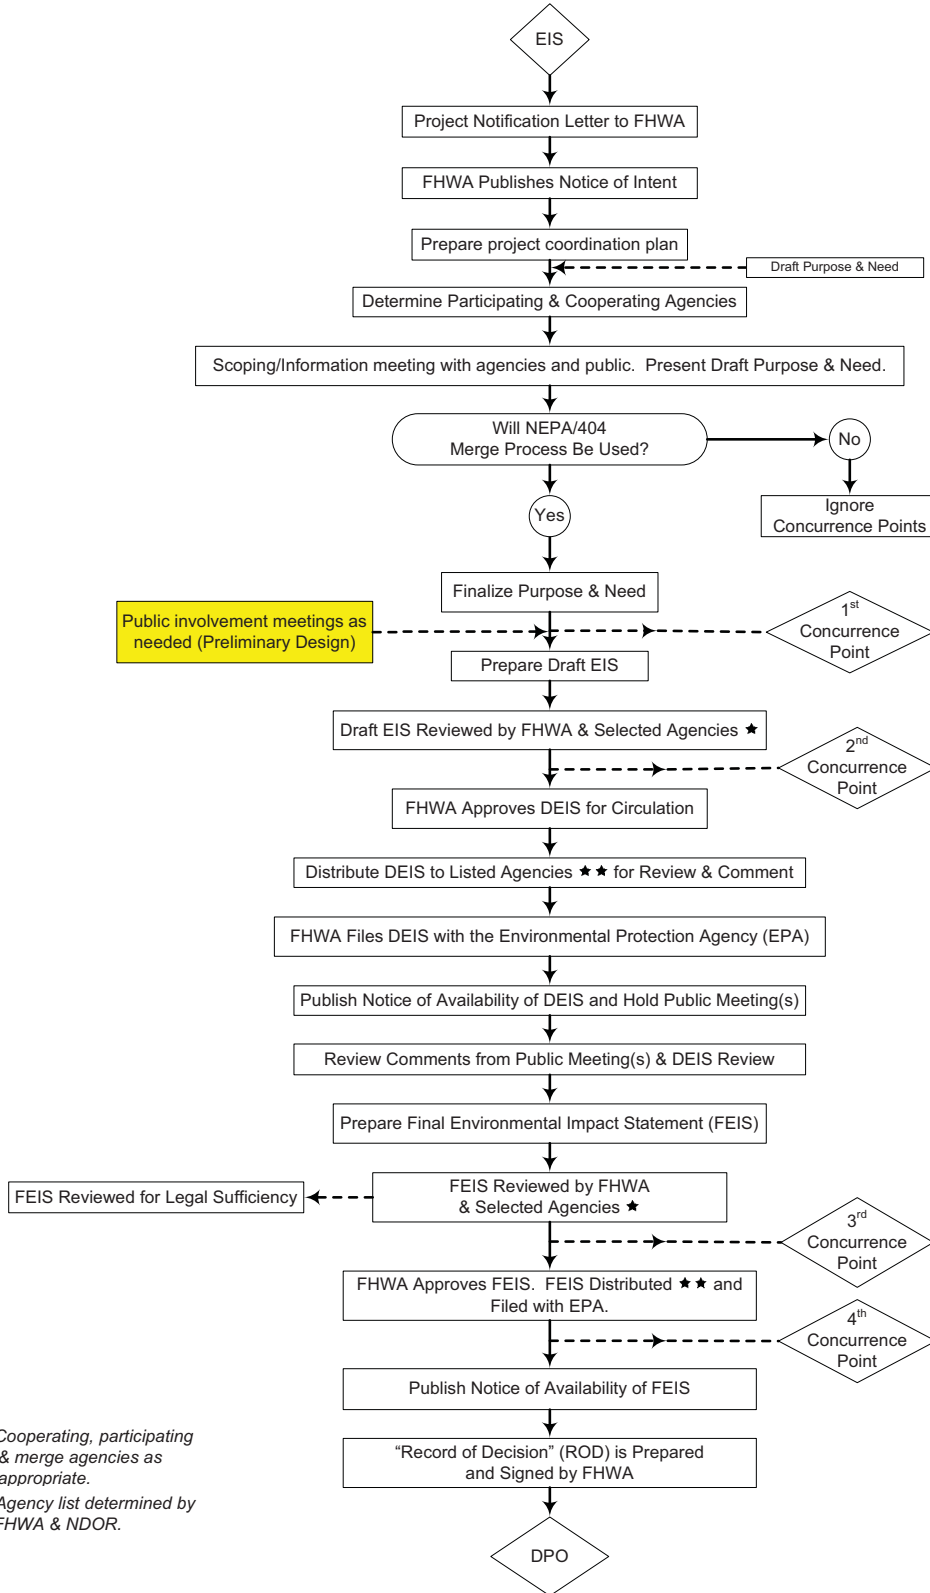 EIS
Project Notification Letter to FHWA
FHWA Publishes Notice of Intent
Prepare project coordination plan
Draft Purpose & Need
Determine Participating & Cooperating Agencies
Scoping/Information meeting with agencies and public. Present Draft Purpose & Need.
Will NEPA/404
Merge Process Be Used?
No
Ignore
Concurrence Points
Yes
Finalize Purpose & Need
Public involvement meetings as
needed (Preliminary Design)
1st
Concurrence
Point
Prepare Draft EIS
Draft EIS Reviewed by FHWA & Selected Agencies ★
2nd
Concurrence
Point
FHWA Approves DEIS for Circulation
Distribute DEIS to Listed Agencies ★★ for Review & Comment
FHWA Files DEIS with the Environmental Protection Agency (EPA)
Publish Notice of Availability of DEIS and Hold Public Meeting(s)
Review Comments from Public Meeting(s) & DEIS Review
Prepare Final Environmental Impact Statement (FEIS)
FEIS Reviewed for Legal Sufficiency
FEIS Reviewed by FHWA
& Selected Agencies ★
3rd
Concurrence
Point
FHWA Approves FEIS. FEIS Distributed ★★ and
Filed with EPA.
4th
Concurrence
Point
Publish Notice of Availability of FEIS
Cooperating, participating
& merge agencies as
appropriate.
Agency list determined by
FHWA & NDOR.
“Record of Decision” (ROD) is Prepared
and Signed by FHWA
DPO